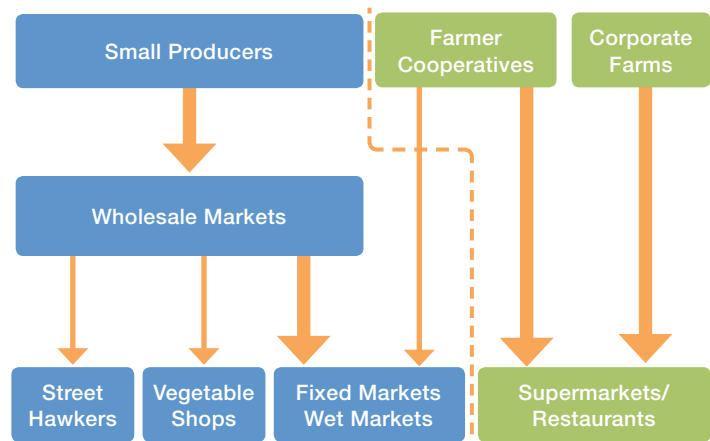 Small Producers
Farmer
Cooperatives
Corporate
Farms
Wholesale Markets
Street
Hawkers
Vegetable
Shops
Fixed Markets
Wet Markets
Supermarkets/
Restaurants